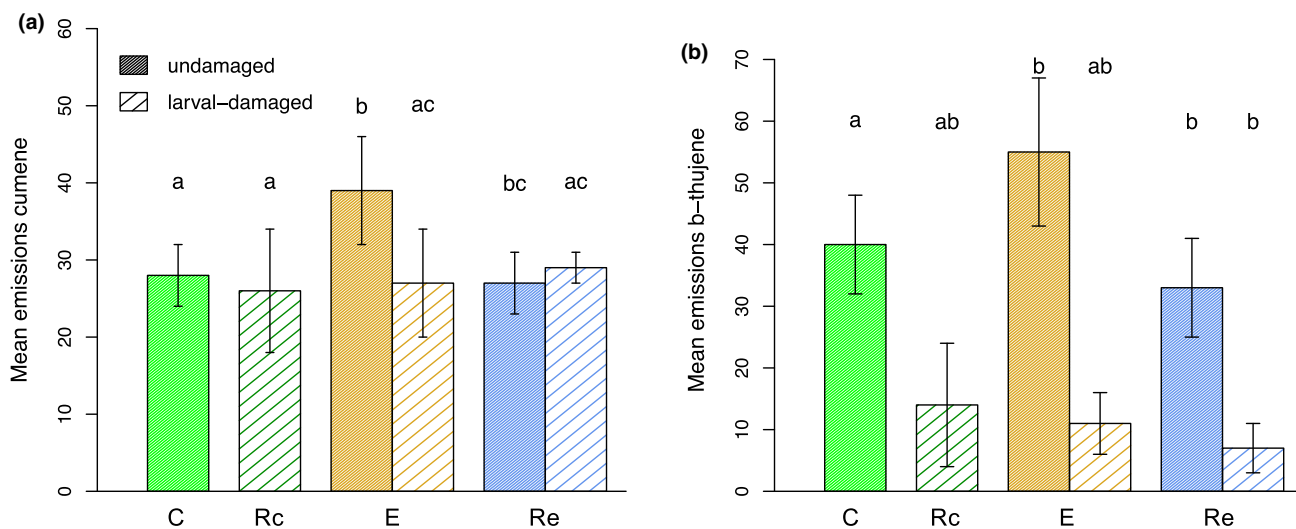 (a)
Mean emissions cumene
60
50
40
30
20
10
0
undamaged
larval-damaged
a
a
b
ac
bc
ac
C
Rc
E
Re
(b)
Mean emissions b-thujene
70
60
50
40
30
20
10
0
a
ab
b
ab
b
b
C
Rc
E
Re